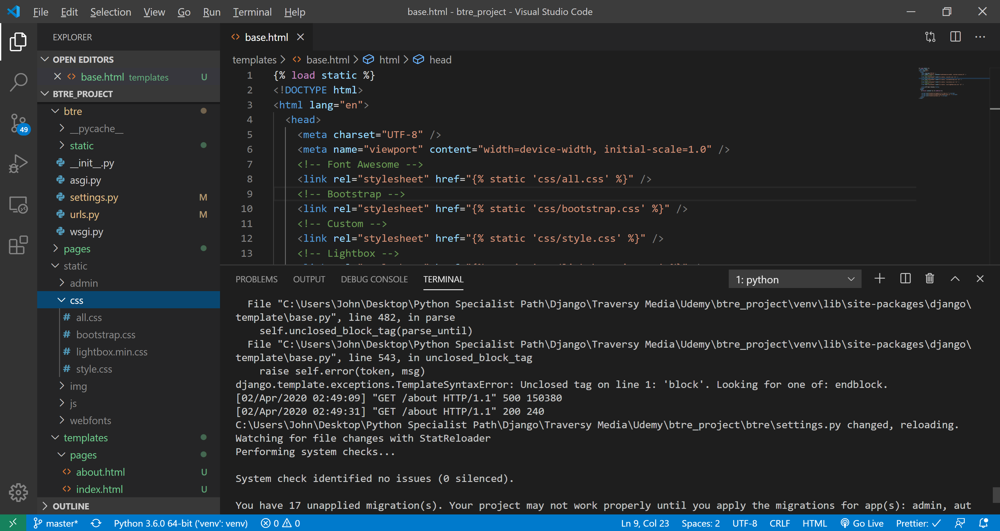 File Edit Selection View Go Run Terminal Help
base.html - btre_project - Visual Studio Code
EXPLORER
OPEN EDITORS
base.html templates U
BTRE_PROJECT
btre
__pycache__
static
__init__.py
asgi.py
settings.py M
urls.py M
wsgi.py
pages
static
admin
css
all.css
bootstrap.css
lightbox.min.css
style.css
img
js
webfonts
templates
pages
about.html U
index.html U
OUTLINE
49
base.html
templates > base.html > html > head
1 {% load static %}
2 <!DOCTYPE html>
3 <html lang="en">
4 <head>
5 <meta charset="UTF-8" />
6 <meta name="viewport" content="width=device-width, initial-scale=1.0" />
7 <!-- Font Awesome -->
8 <link rel="stylesheet" href="{% static 'css/all.css' %}" />
9 <!-- Bootstrap -->
10 <link rel="stylesheet" href="{% static 'css/bootstrap.css' %}" />
11 <!-- Custom -->
12 <link rel="stylesheet" href="{% static 'css/style.css' %}" />
13 <!-- Lightbox -->
PROBLEMS OUTPUT DEBUG CONSOLE TERMINAL
1: python
File "C:\Users\John\Desktop\Python Specialist Path\Django\Traversy Media\Udemy\btre_project\venv\lib\site-packages\django\
template\base.py", line 482, in parse
self.unclosed_block_tag(parse_until)
File "C:\Users\John\Desktop\Python Specialist Path\Django\Traversy Media\Udemy\btre_project\venv\lib\site-packages\django\
template\base.py", line 543, in unclosed_block_tag
raise self.error(token, msg)
django.template.exceptions.TemplateSyntaxError: Unclosed tag on line 1: 'block'. Looking for one of: endblock.
[02/Apr/2020 02:49:09] "GET /about HTTP/1.1" 500 150380
[02/Apr/2020 02:49:31] "GET /about HTTP/1.1" 200 240
C:\Users\John\Desktop\Python Specialist Path\Django\Traversy Media\Udemy\btre_project\btre\settings.py changed, reloading.
Watching for file changes with StatReloader
Performing system checks...
System check identified no issues (0 silenced).
You have 17 unapplied migration(s). Your project may not work properly until you apply the migrations for app(s): admin, aut
master* Python 3.6.0 64-bit ('venv': venv) 0 0 Ln 9, Col 23 Spaces: 2 UTF-8 CRLF HTML Go Live Prettier: ✓